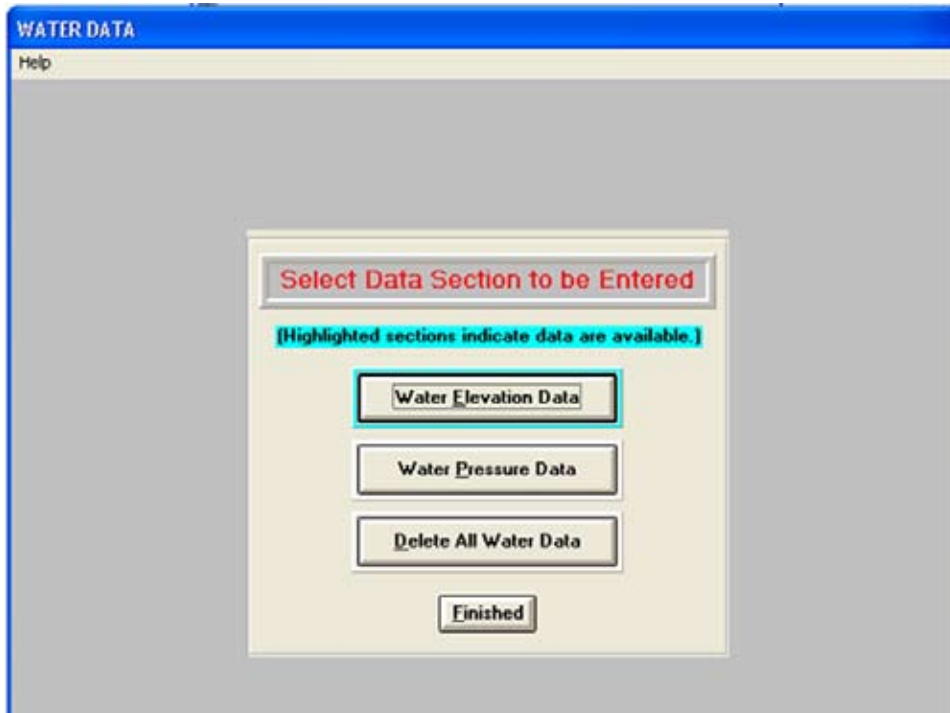 WATER DATA
Help
Select Data Section to be Entered
[Highlighted sections indicate data are available.]
Water Elevation Data
Water Pressure Data
Delete All Water Data
Finished